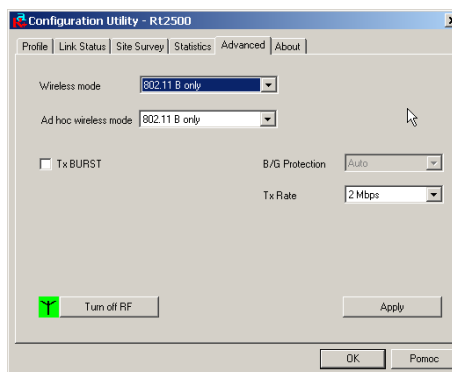 Configuration Utility - Rt2500
Profile Link Status Site Survey Statistics Advanced About
Wireless mode 802.11 B only
Ad hoc wireless mode 802.11 B only
Tx BURST B/G Protection Auto
Tx Rate 2 Mbps
Turn off RF Apply
OK Pomoc